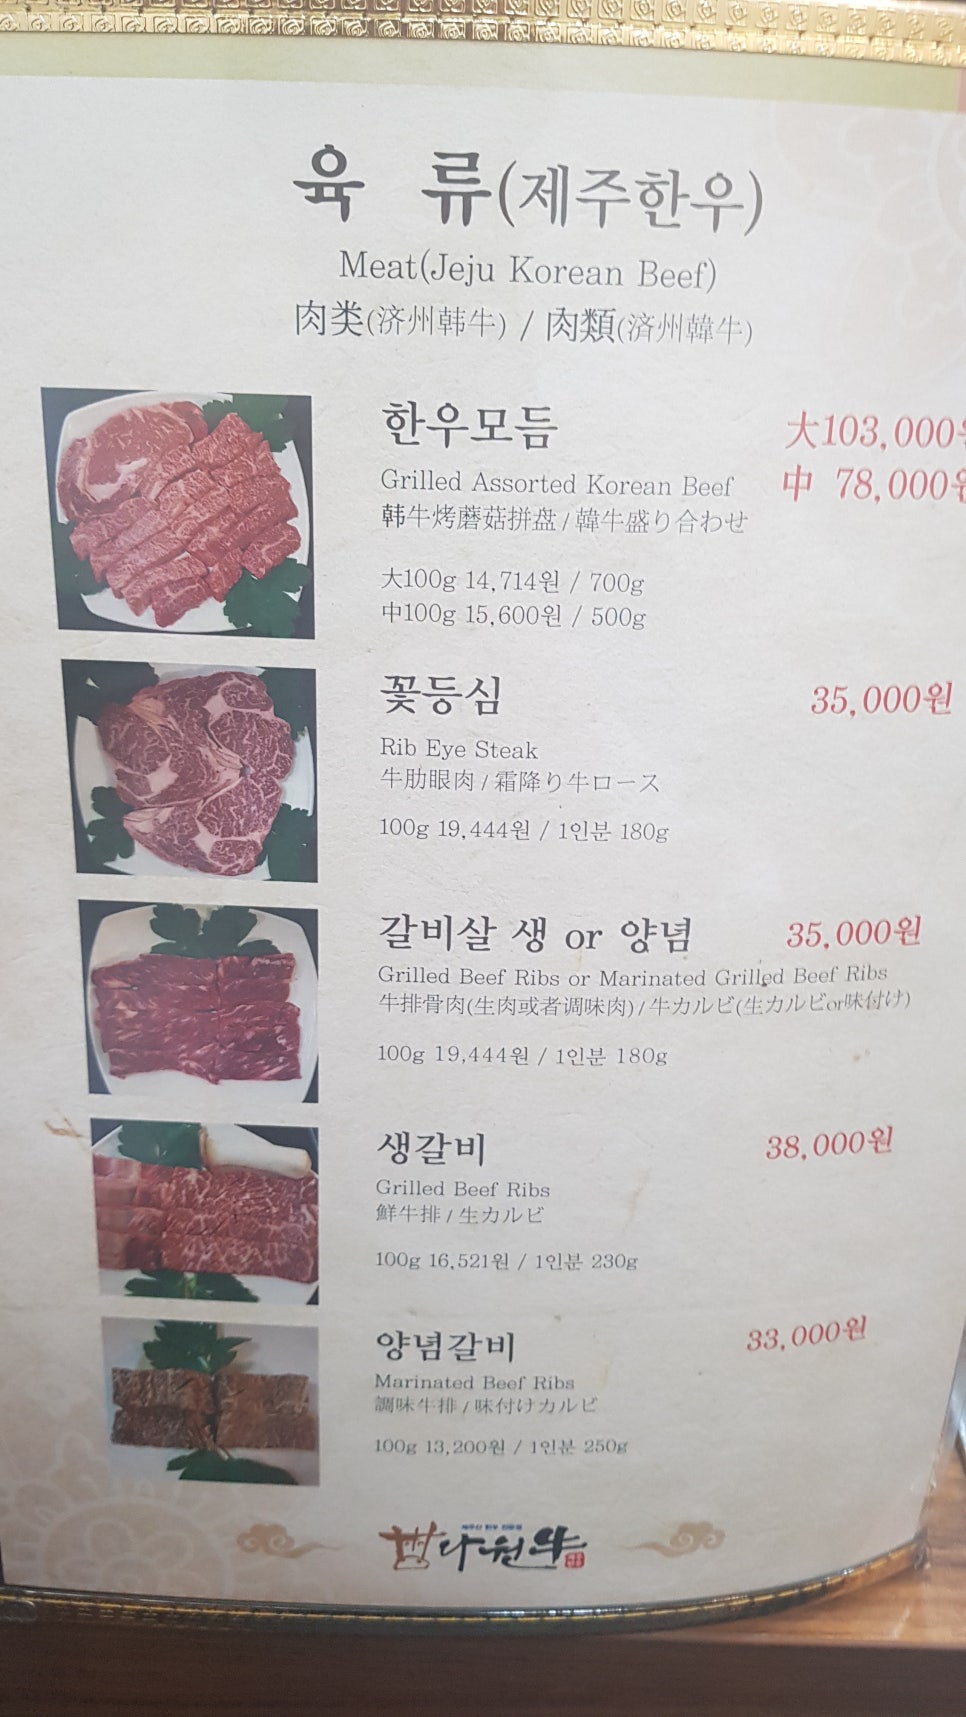 육 류(제주한우)
Meat(Jeju Korean Beef)
肉类(济州韩牛) / 肉類(済州韓牛)
한우모듬 大103,000원
Grilled Assorted Korean Beef 中 78,000원
韩牛烤蘑菇拼盘 / 韓牛盛り合わせ
大100g 14,714원 / 700g
中100g 15,600원 / 500g
꽃등심 35,000원
Rib Eye Steak
牛肋眼肉 / 霜降り牛ロース
100g 19,444원 / 1인분 180g
갈비살 생 or 양념 35,000원
Grilled Beef Ribs or Marinated Grilled Beef Ribs
牛排骨肉(生肉或者调味肉) / 牛カルビ(生カルビor味付け)
100g 19,444원 / 1인분 180g
생갈비 38,000원
Grilled Beef Ribs
鮮牛排 / 生カルビ
100g 16,521원 / 1인분 230g
양념갈비 33,000원
Marinated Beef Ribs
調味牛排 / 味付けカルビ
100g 13,200원 / 1인분 250g
다원